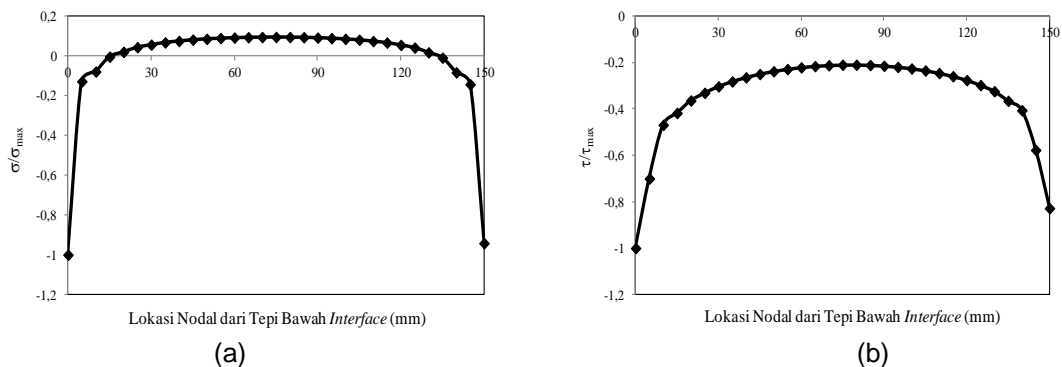 0,2
0
-0,2
-0,4
-0,6
-0,8
-1
-1,2
0 30 60 90 120 150
σ/σmax
Lokasi Nodal dari Tepi Bawah Interface (mm)
(a)
0
-0,2
-0,4
-0,6
-0,8
-1
-1,2
0 30 60 90 120 150
τ/τmax
Lokasi Nodal dari Tepi Bawah Interface (mm)
(b)